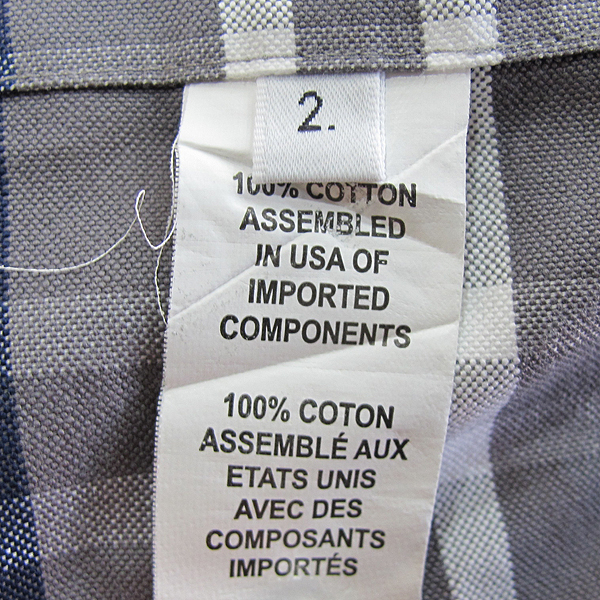 2.
100% COTTON
ASSEMBLED
IN USA OF
IMPORTED
COMPONENTS
100% COTON
ASSEMBLÉ AUX
ETATS UNIS
AVEC DES
COMPOSANTS
IMPORTÉS